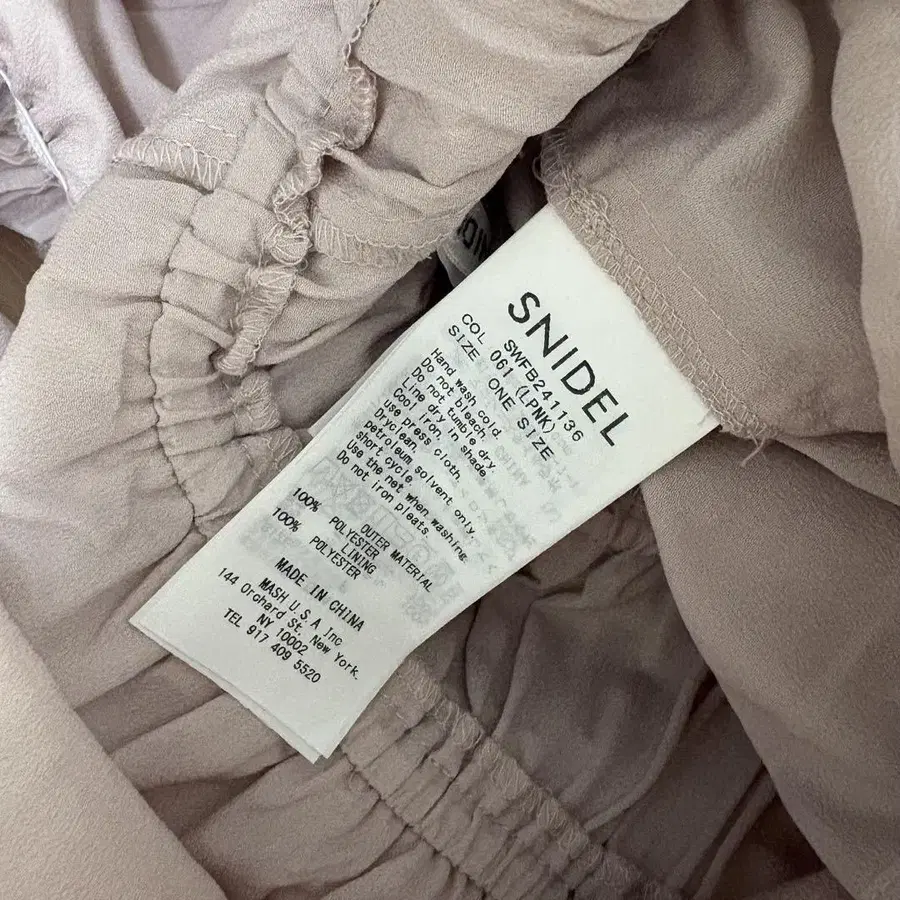 SNIDEL
SWFB241136
COL 061 (LPNK)
SIZE ONE SIZE
Hand wash cold.
Do not bleach.
Do not tumble dry.
Line dry in shade.
Cool iron.
use press cloth.
Dryclean.
petroleum solvent only.
short cycle.
Use the net when washing.
Do not iron pleats.
OUTER MATERIAL
100% POLYESTER
LINING
100% POLYESTER
MADE IN CHINA
MASH U.S.A Inc
144 Orchard St. New York.
NY 10002
TEL 917 409 5520